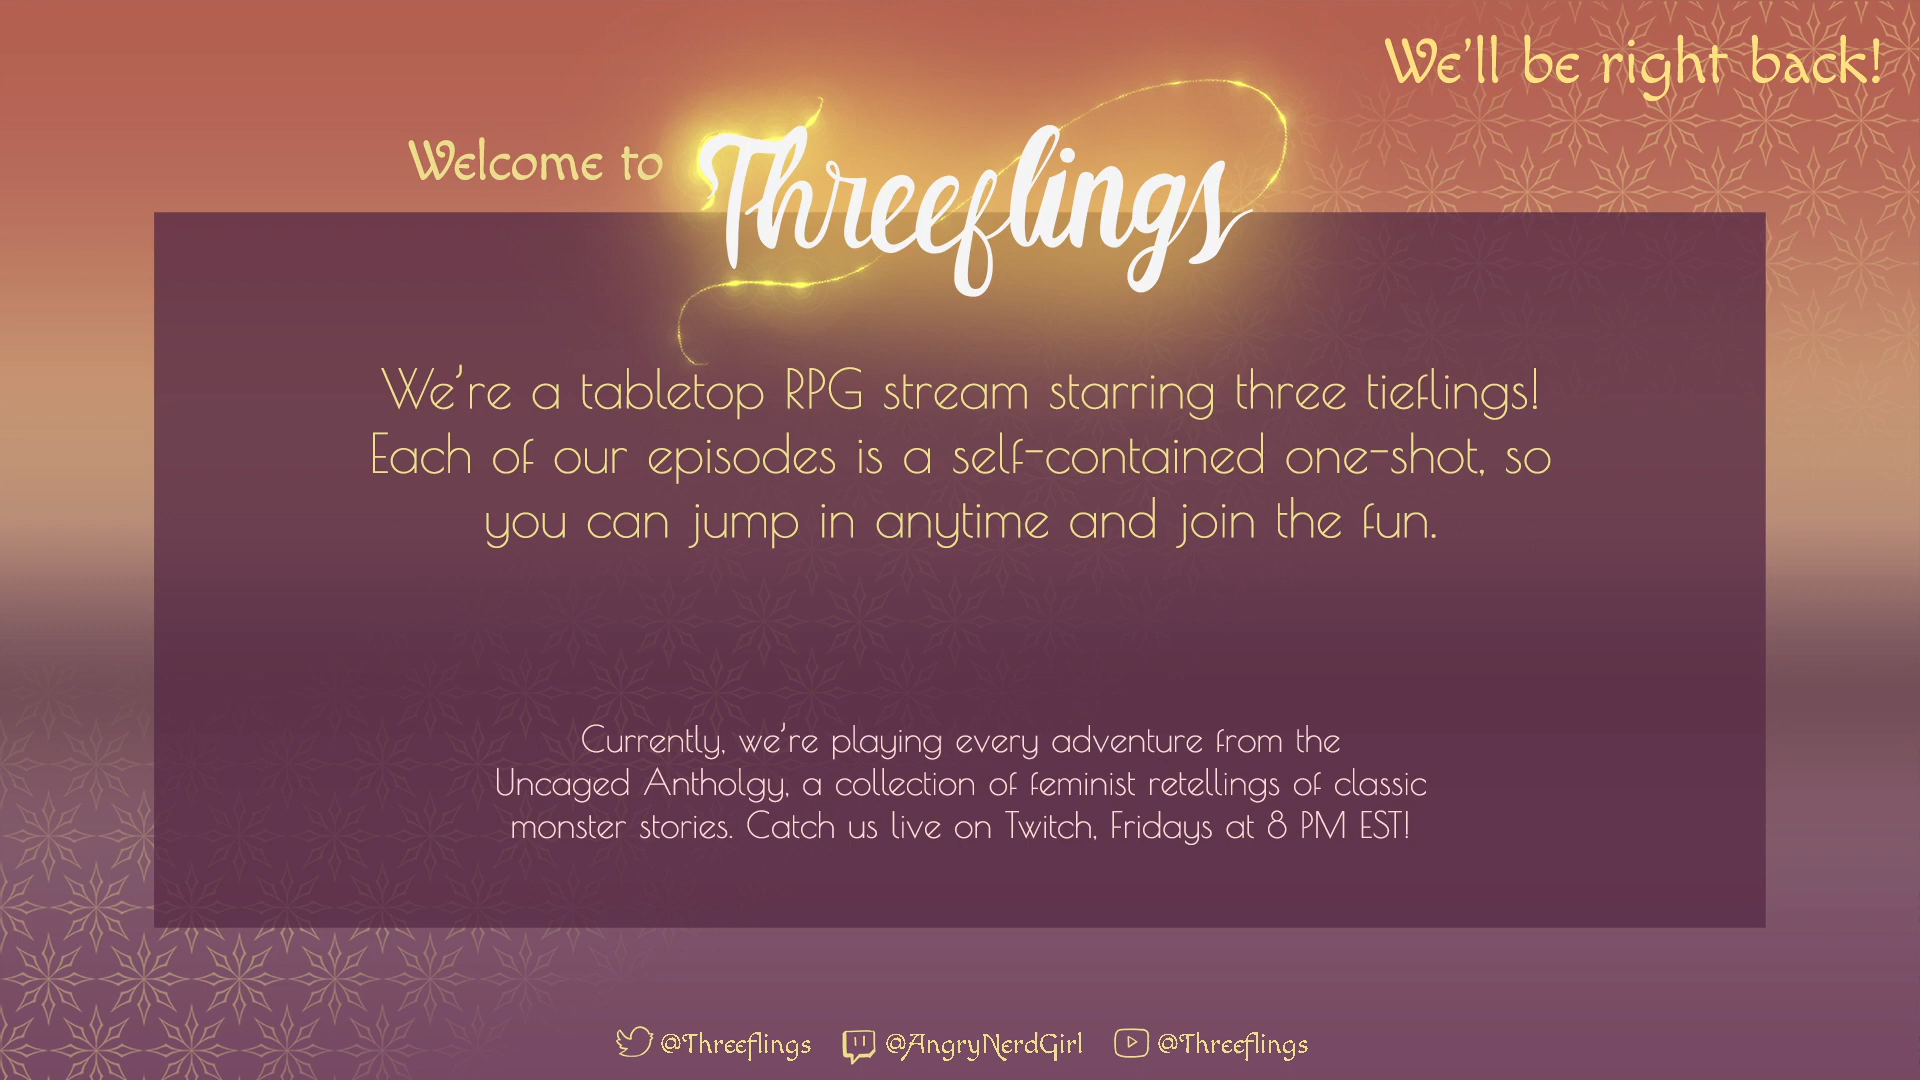 We'll be right back!
Welcome to Threeflings
We're a tabletop RPG stream starring three tieflings!
Each of our episodes is a self-contained one-shot, so
you can jump in anytime and join the fun.
Currently, we're playing every adventure from the
Uncaged Antholgy, a collection of feminist retellings of classic
monster stories. Catch us live on Twitch, Fridays at 8 PM EST!
@Threeflings @AngryNerdGirl @Threeflings